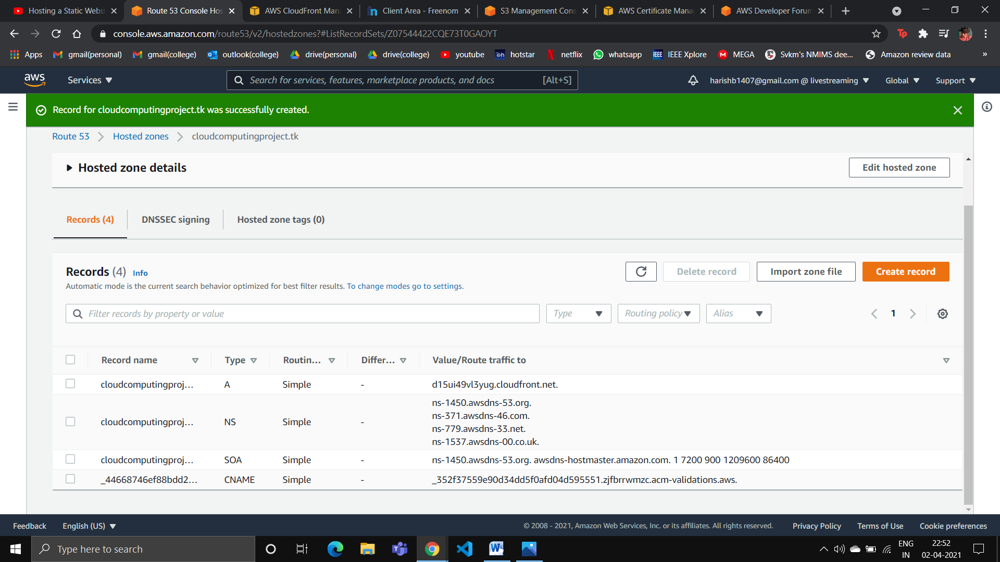 Hosting a Static Websi
Route 53 Console Hos
AWS CloudFront Mana
Client Area - Freenom
S3 Management Cons
AWS Certificate Mana
AWS Developer Forum
console.aws.amazon.com/route53/v2/hostedzones?#ListRecordSets/Z07544422CQE73T0GAOYT
Tp
Apps gmail(personal) gmail(college) outlook(college) drive(personal) drive(college) youtube hotstar netflix whatsapp IEEE Xplore MEGA Svkm's NMIMS dee... Amazon review data »
aws Services Search for services, features, marketplace products, and docs [Alt+S] harishb1407@gmail.com @ livestreaming Global Support
Record for cloudcomputingproject.tk was successfully created.
Route 53 Hosted zones cloudcomputingproject.tk
Hosted zone details Edit hosted zone
Records (4) DNSSEC signing Hosted zone tags (0)
Records (4) Info Delete record Import zone file Create record
Automatic mode is the current search behavior optimized for best filter results. To change modes go to settings.
Filter records by property or value Type Routing policy Alias 1
Record name Type Routin... Differ... Value/Route traffic to
cloudcomputingproj... A Simple - d15ui49vl3yug.cloudfront.net.
ns-1450.awsdns-53.org.
ns-371.awsdns-46.com.
cloudcomputingproj... NS Simple -
ns-779.awsdns-33.net.
ns-1537.awsdns-00.co.uk.
cloudcomputingproj... SOA Simple - ns-1450.awsdns-53.org. awsdns-hostmaster.amazon.com. 1 7200 900 1209600 86400
_44668746ef88bdd2... CNAME Simple - _352f37559e90d34dd5f0afd04d595551.zjfbrrwmzc.acm-validations.aws.
Feedback English (US) © 2008 - 2021, Amazon Web Services, Inc. or its affiliates. All rights reserved. Privacy Policy Terms of Use Cookie preferences
Type here to search
ENG 22:52
IN 02-04-2021